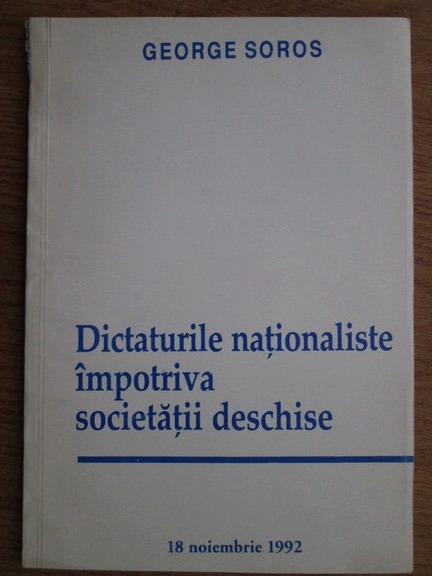 GEORGE SOROS
Dictaturile naționaliste
împotriva
societății deschise
18 noiembrie 1992